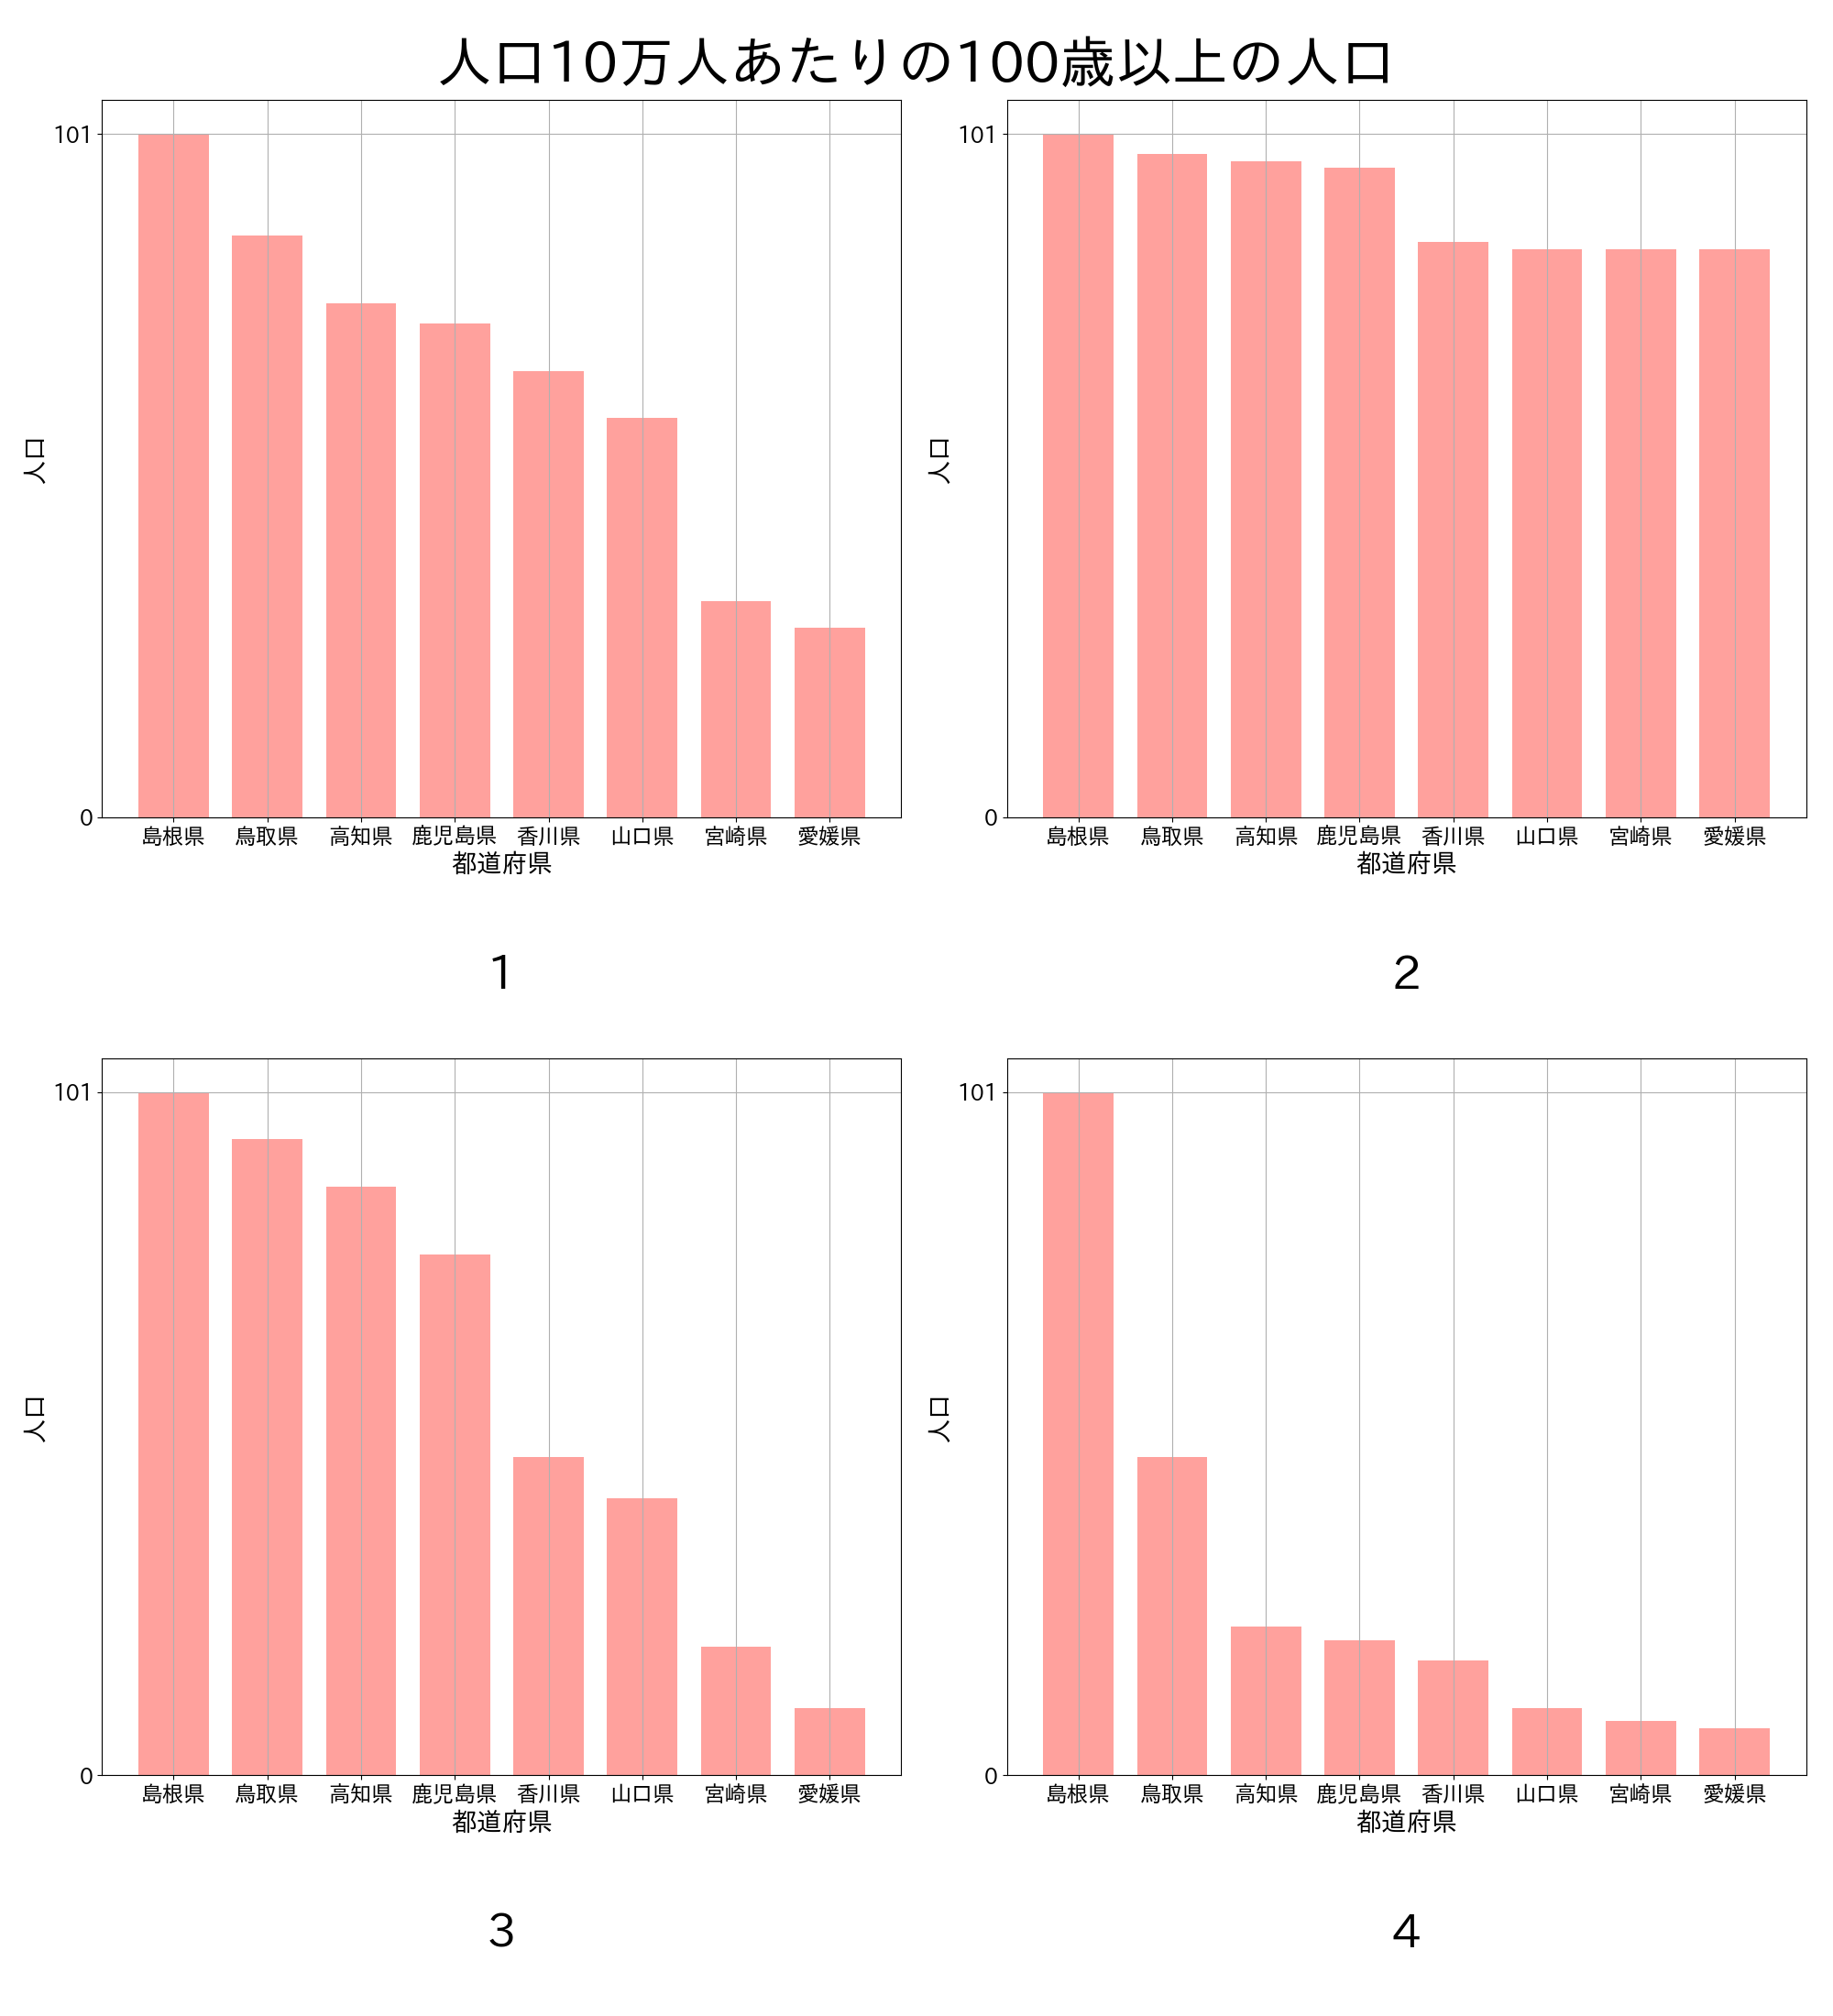 人口10万人あたりの100歳以上の人口
101
0
人口
島根県 鳥取県 高知県 鹿児島県 香川県 山口県 宮崎県 愛媛県
都道府県
1
101
0
人口
島根県 鳥取県 高知県 鹿児島県 香川県 山口県 宮崎県 愛媛県
都道府県
2
101
0
人口
島根県 鳥取県 高知県 鹿児島県 香川県 山口県 宮崎県 愛媛県
都道府県
3
101
0
人口
島根県 鳥取県 高知県 鹿児島県 香川県 山口県 宮崎県 愛媛県
都道府県
4